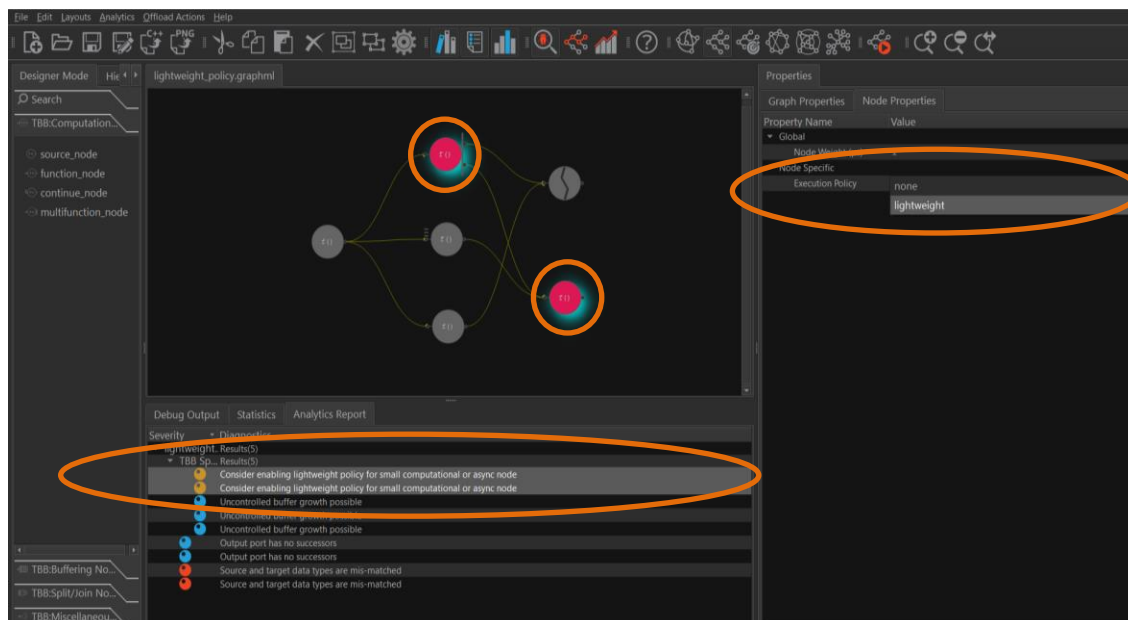 File Edit Layouts Analytics Offload Actions Help
C++ PNG
Designer Mode Hie
lightweight_policy.graphml
Properties
Search
Graph Properties Node Properties
TBB:Computation...
Property Name Value
Global
source_node
function_node
continue_node
multifunction_node
Node Specific
Execution Policy none
lightweight
f()
f()
f()
f()
f()
Debug Output Statistics Analytics Report
Severity Diagnostics
lightweight.. Results(5)
TBB Sp... Results(5)
Consider enabling lightweight policy for small computational or async node
Consider enabling lightweight policy for small computational or async node
Uncontrolled buffer growth possible
Uncontrolled buffer growth possible
Uncontrolled buffer growth possible
Output port has no successors
Output port has no successors
Source and target data types are mis-matched
Source and target data types are mis-matched
TBB:Buffering No...
TBB:Split/Join No...
TBB:Miscellaneou...